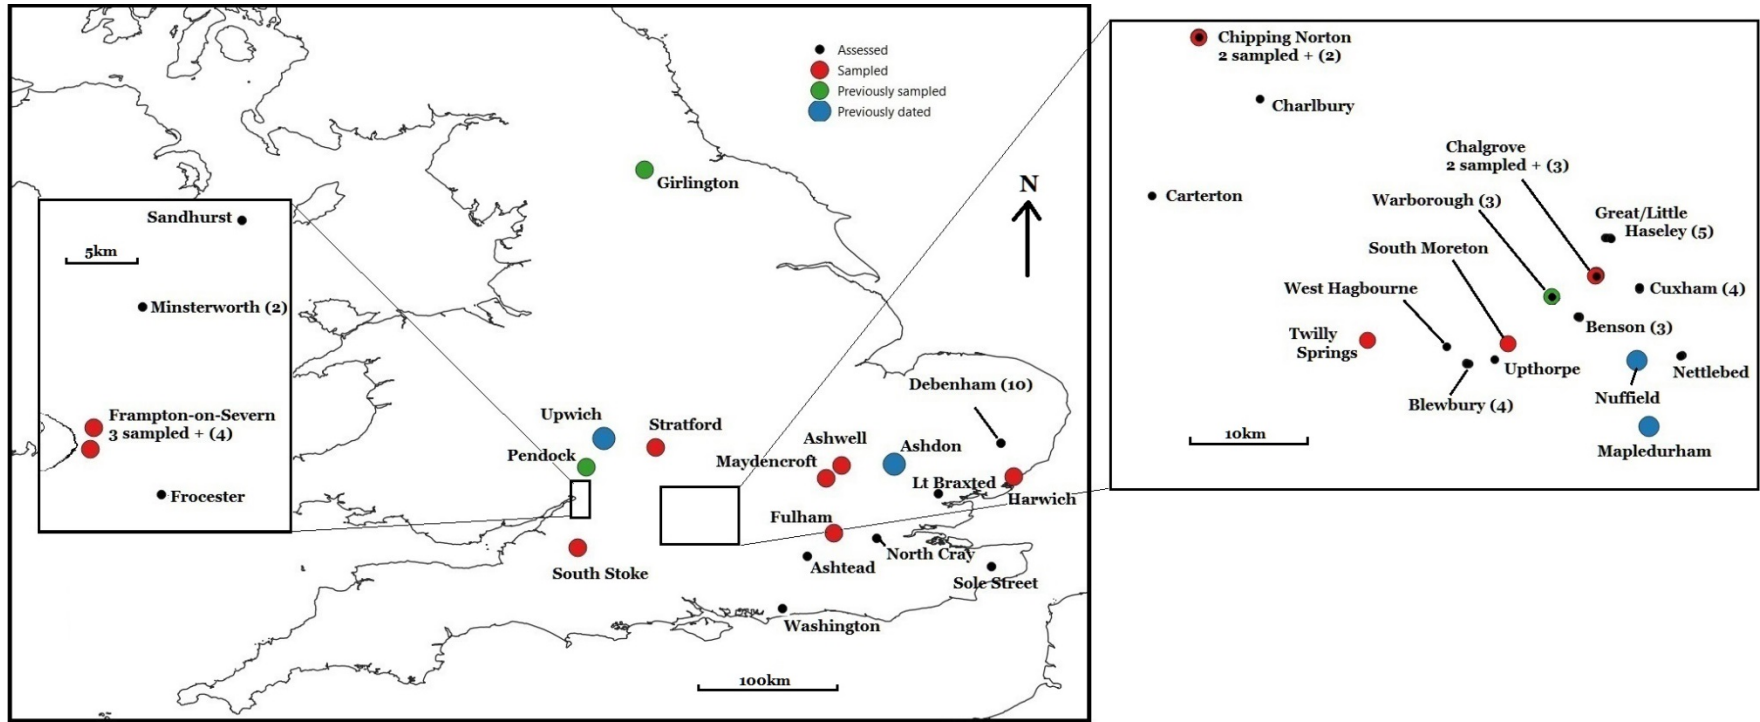 Assessed
Sampled
Previously sampled
Previously dated
Girlington
N
Sandhurst
5km
Minsterworth (2)
Frampton-on-Severn
3 sampled + (4)
Frocester
Debenham (10)
Upwich
Stratford
Pendock
Ashwell
Maydencroft
Ashdon
Lt Braxted
Harwich
Fulham
North Cray
Ashtead
South Stoke
Sole Street
Washington
100km
Chipping Norton
2 sampled + (2)
Charlbury
Chalgrove
2 sampled + (3)
Carterton
Warborough (3)
Great/Little
Haseley (5)
South Moreton
West Hagbourne
Cuxham (4)
Benson (3)
Twilly
Springs
Upthorpe
Nettlebed
Nuffield
Blewbury (4)
10km
Mapledurham